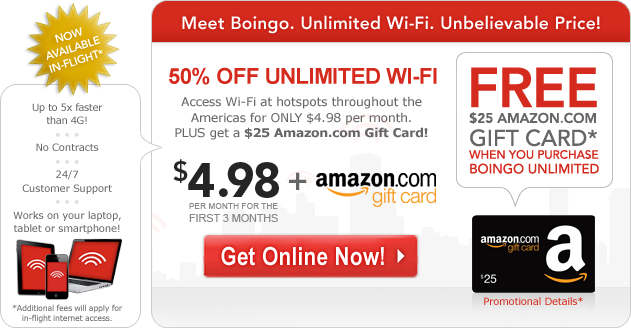 Meet Boingo. Unlimited Wi-Fi. Unbelievable Price!
NOW
AVAILABLE
IN-FLIGHT*
Up to 5x faster
than 4G!
No Contracts
24/7
Customer Support
Works on your laptop,
tablet or smartphone!
*Additional fees will apply for
in-flight internet access.
50% OFF UNLIMITED WI-FI
Access Wi-Fi at hotspots throughout the
Americas for ONLY $4.98 per month.
PLUS get a $25 Amazon.com Gift Card!
$4.98 + amazon.com
gift card
PER MONTH FOR THE
FIRST 3 MONTHS
Get Online Now!
FREE
$25 AMAZON.COM
GIFT CARD*
WHEN YOU PURCHASE
BOINGO UNLIMITED
amazon.com
gift card
a
$25
Promotional Details*